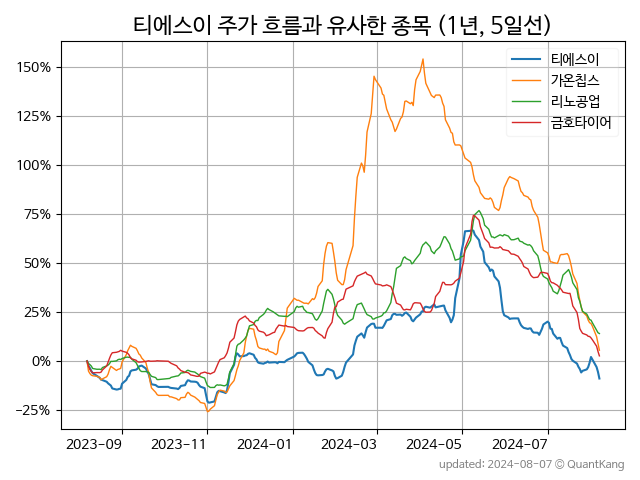 티에스이 주가 흐름과 유사한 종목 (1년, 5일선)
티에스이
가온칩스
리노공업
금호타이어
150%
125%
100%
75%
50%
25%
0%
−25%
2023-09 2023-11 2024-01 2024-03 2024-05 2024-07
updated: 2024-08-07 © QuantKang